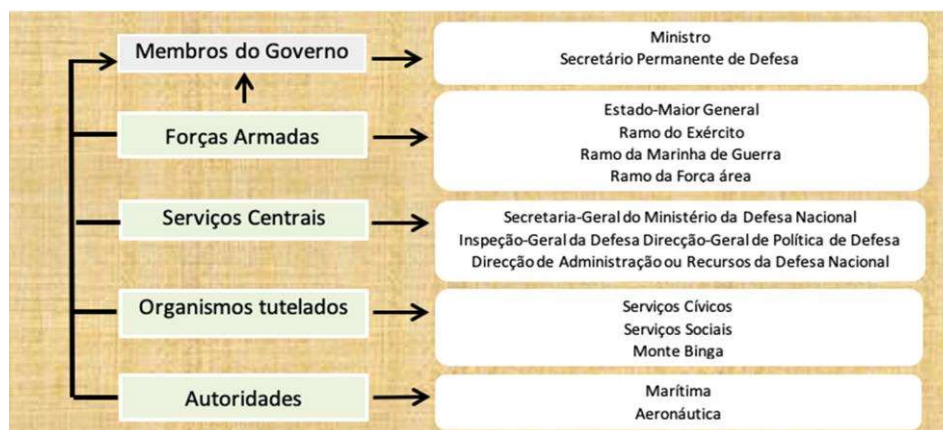 Membros do Governo
Ministro
Secretário Permanente de Defesa
Forças Armadas
Estado-Maior General
Ramo do Exército
Ramo da Marinha de Guerra
Ramo da Força área
Serviços Centrais
Secretaria-Geral do Ministério da Defesa Nacional
Inspeção-Geral da Defesa Direcção-Geral de Política de Defesa
Direcção de Administração ou Recursos da Defesa Nacional
Organismos tutelados
Serviços Cívicos
Serviços Sociais
Monte Binga
Autoridades
Marítima
Aeronáutica